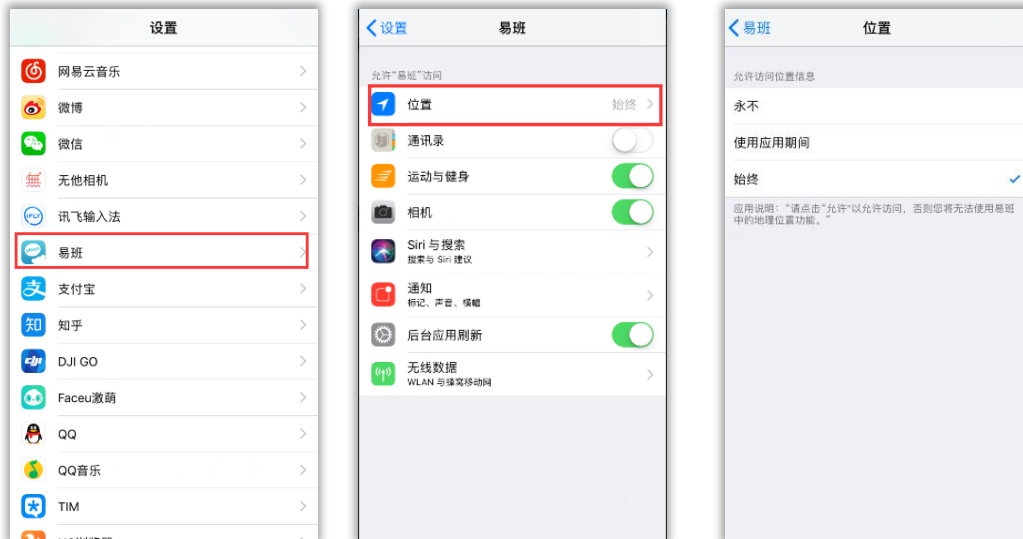 设置
网易云音乐
微博
微信
无他相机
讯飞输入法
易班
支付宝
知乎
DJI GO
Faceu激萌
QQ
QQ音乐
TIM
设置
易班
允许“易班”访问
位置
始终
通讯录
运动与健身
相机
Siri 与搜索
搜索与 Siri 建议
通知
标记、声音、横幅
后台应用刷新
无线数据
WLAN 与蜂窝移动网
易班
位置
允许访问位置信息
永不
使用应用期间
始终
应用说明：“请点击"允许"以允许访问，否则您将无法使用易班
中的地理位置功能。”